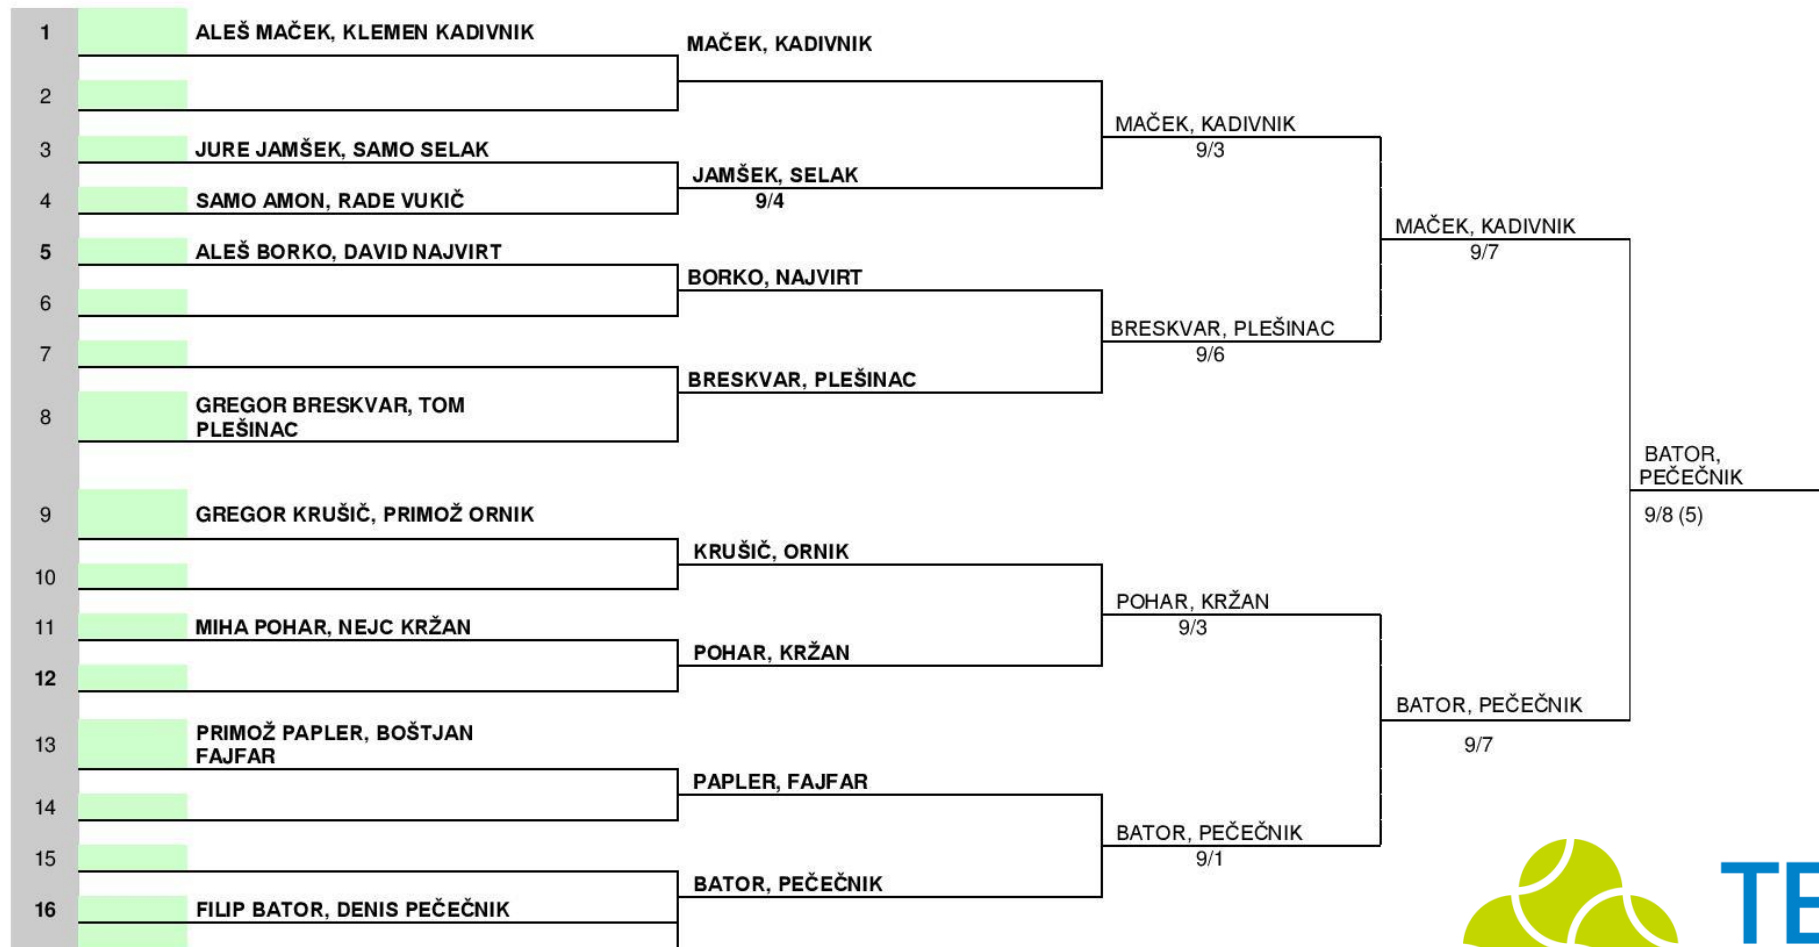 1 ALEŠ MAČEK, KLEMEN KADIVNIK
MAČEK, KADIVNIK
2
MAČEK, KADIVNIK
9/3
3 JURE JAMŠEK, SAMO SELAK
JAMŠEK, SELAK
9/4
4 SAMO AMON, RADE VUKIČ
MAČEK, KADIVNIK
9/7
5 ALEŠ BORKO, DAVID NAJVIRT
BORKO, NAJVIRT
6
BRESKVAR, PLEŠINAC
9/6
7
BRESKVAR, PLEŠINAC
8 GREGOR BRESKVAR, TOM
PLEŠINAC
BATOR,
PEČEČNIK
9/8 (5)
9 GREGOR KRUŠIČ, PRIMOŽ ORNIK
KRUŠIČ, ORNIK
10
POHAR, KRŽAN
9/3
11 MIHA POHAR, NEJC KRŽAN
POHAR, KRŽAN
12
BATOR, PEČEČNIK
9/7
13 PRIMOŽ PAPLER, BOŠTJAN
FAJFAR
PAPLER, FAJFAR
14
BATOR, PEČEČNIK
9/1
15
BATOR, PEČEČNIK
16 FILIP BATOR, DENIS PEČEČNIK
TE